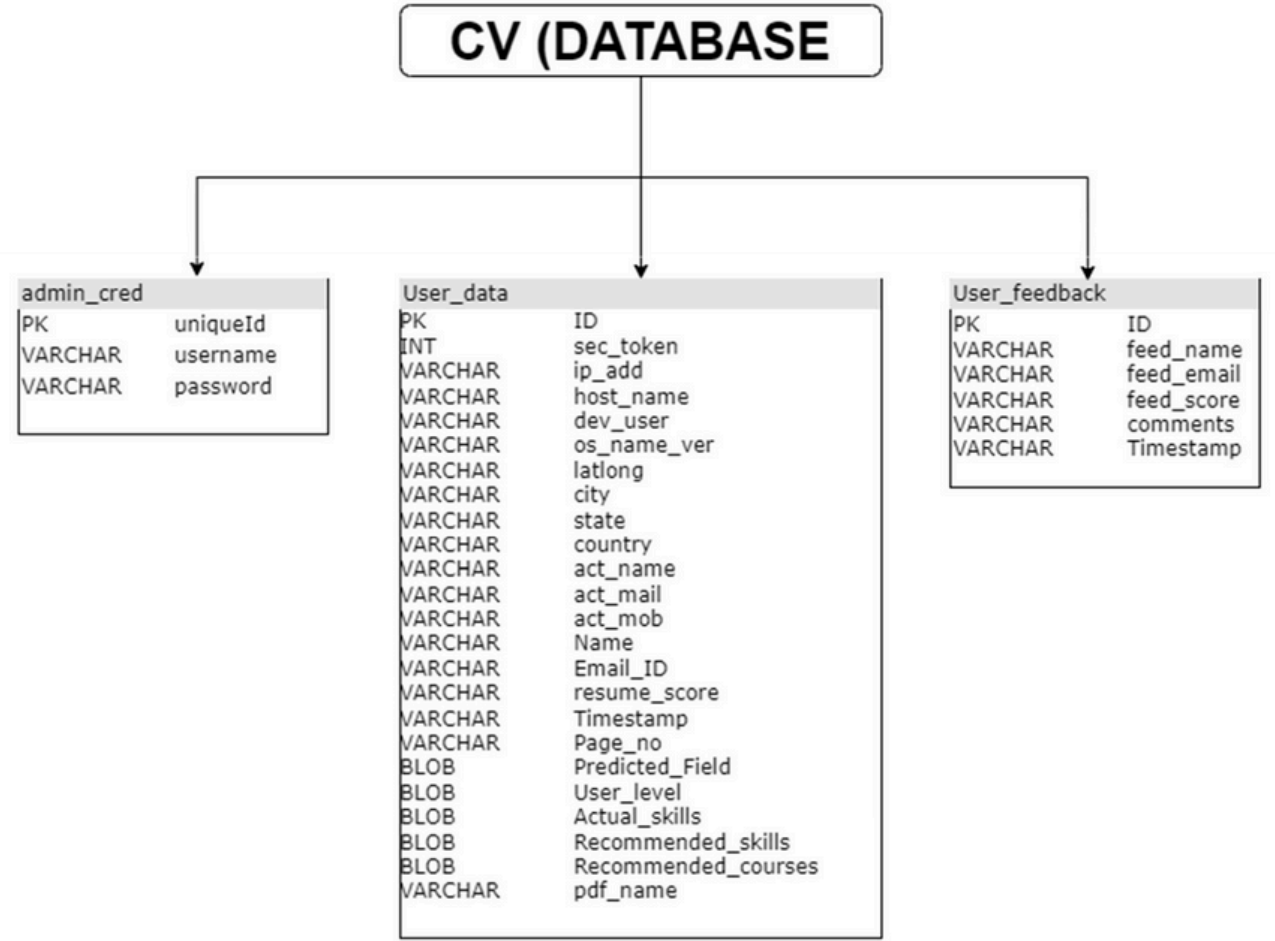 CV (DATABASE
admin_cred
PK uniqueId
VARCHAR username
VARCHAR password
User_data
PK ID
INT sec_token
VARCHAR ip_add
VARCHAR host_name
VARCHAR dev_user
VARCHAR os_name_ver
VARCHAR latlong
VARCHAR city
VARCHAR state
VARCHAR country
VARCHAR act_name
VARCHAR act_mail
VARCHAR act_mob
VARCHAR Name
VARCHAR Email_ID
VARCHAR resume_score
VARCHAR Timestamp
VARCHAR Page_no
BLOB Predicted_Field
BLOB User_level
BLOB Actual_skills
BLOB Recommended_skills
BLOB Recommended_courses
VARCHAR pdf_name
User_feedback
PK ID
VARCHAR feed_name
VARCHAR feed_email
VARCHAR feed_score
VARCHAR comments
VARCHAR Timestamp